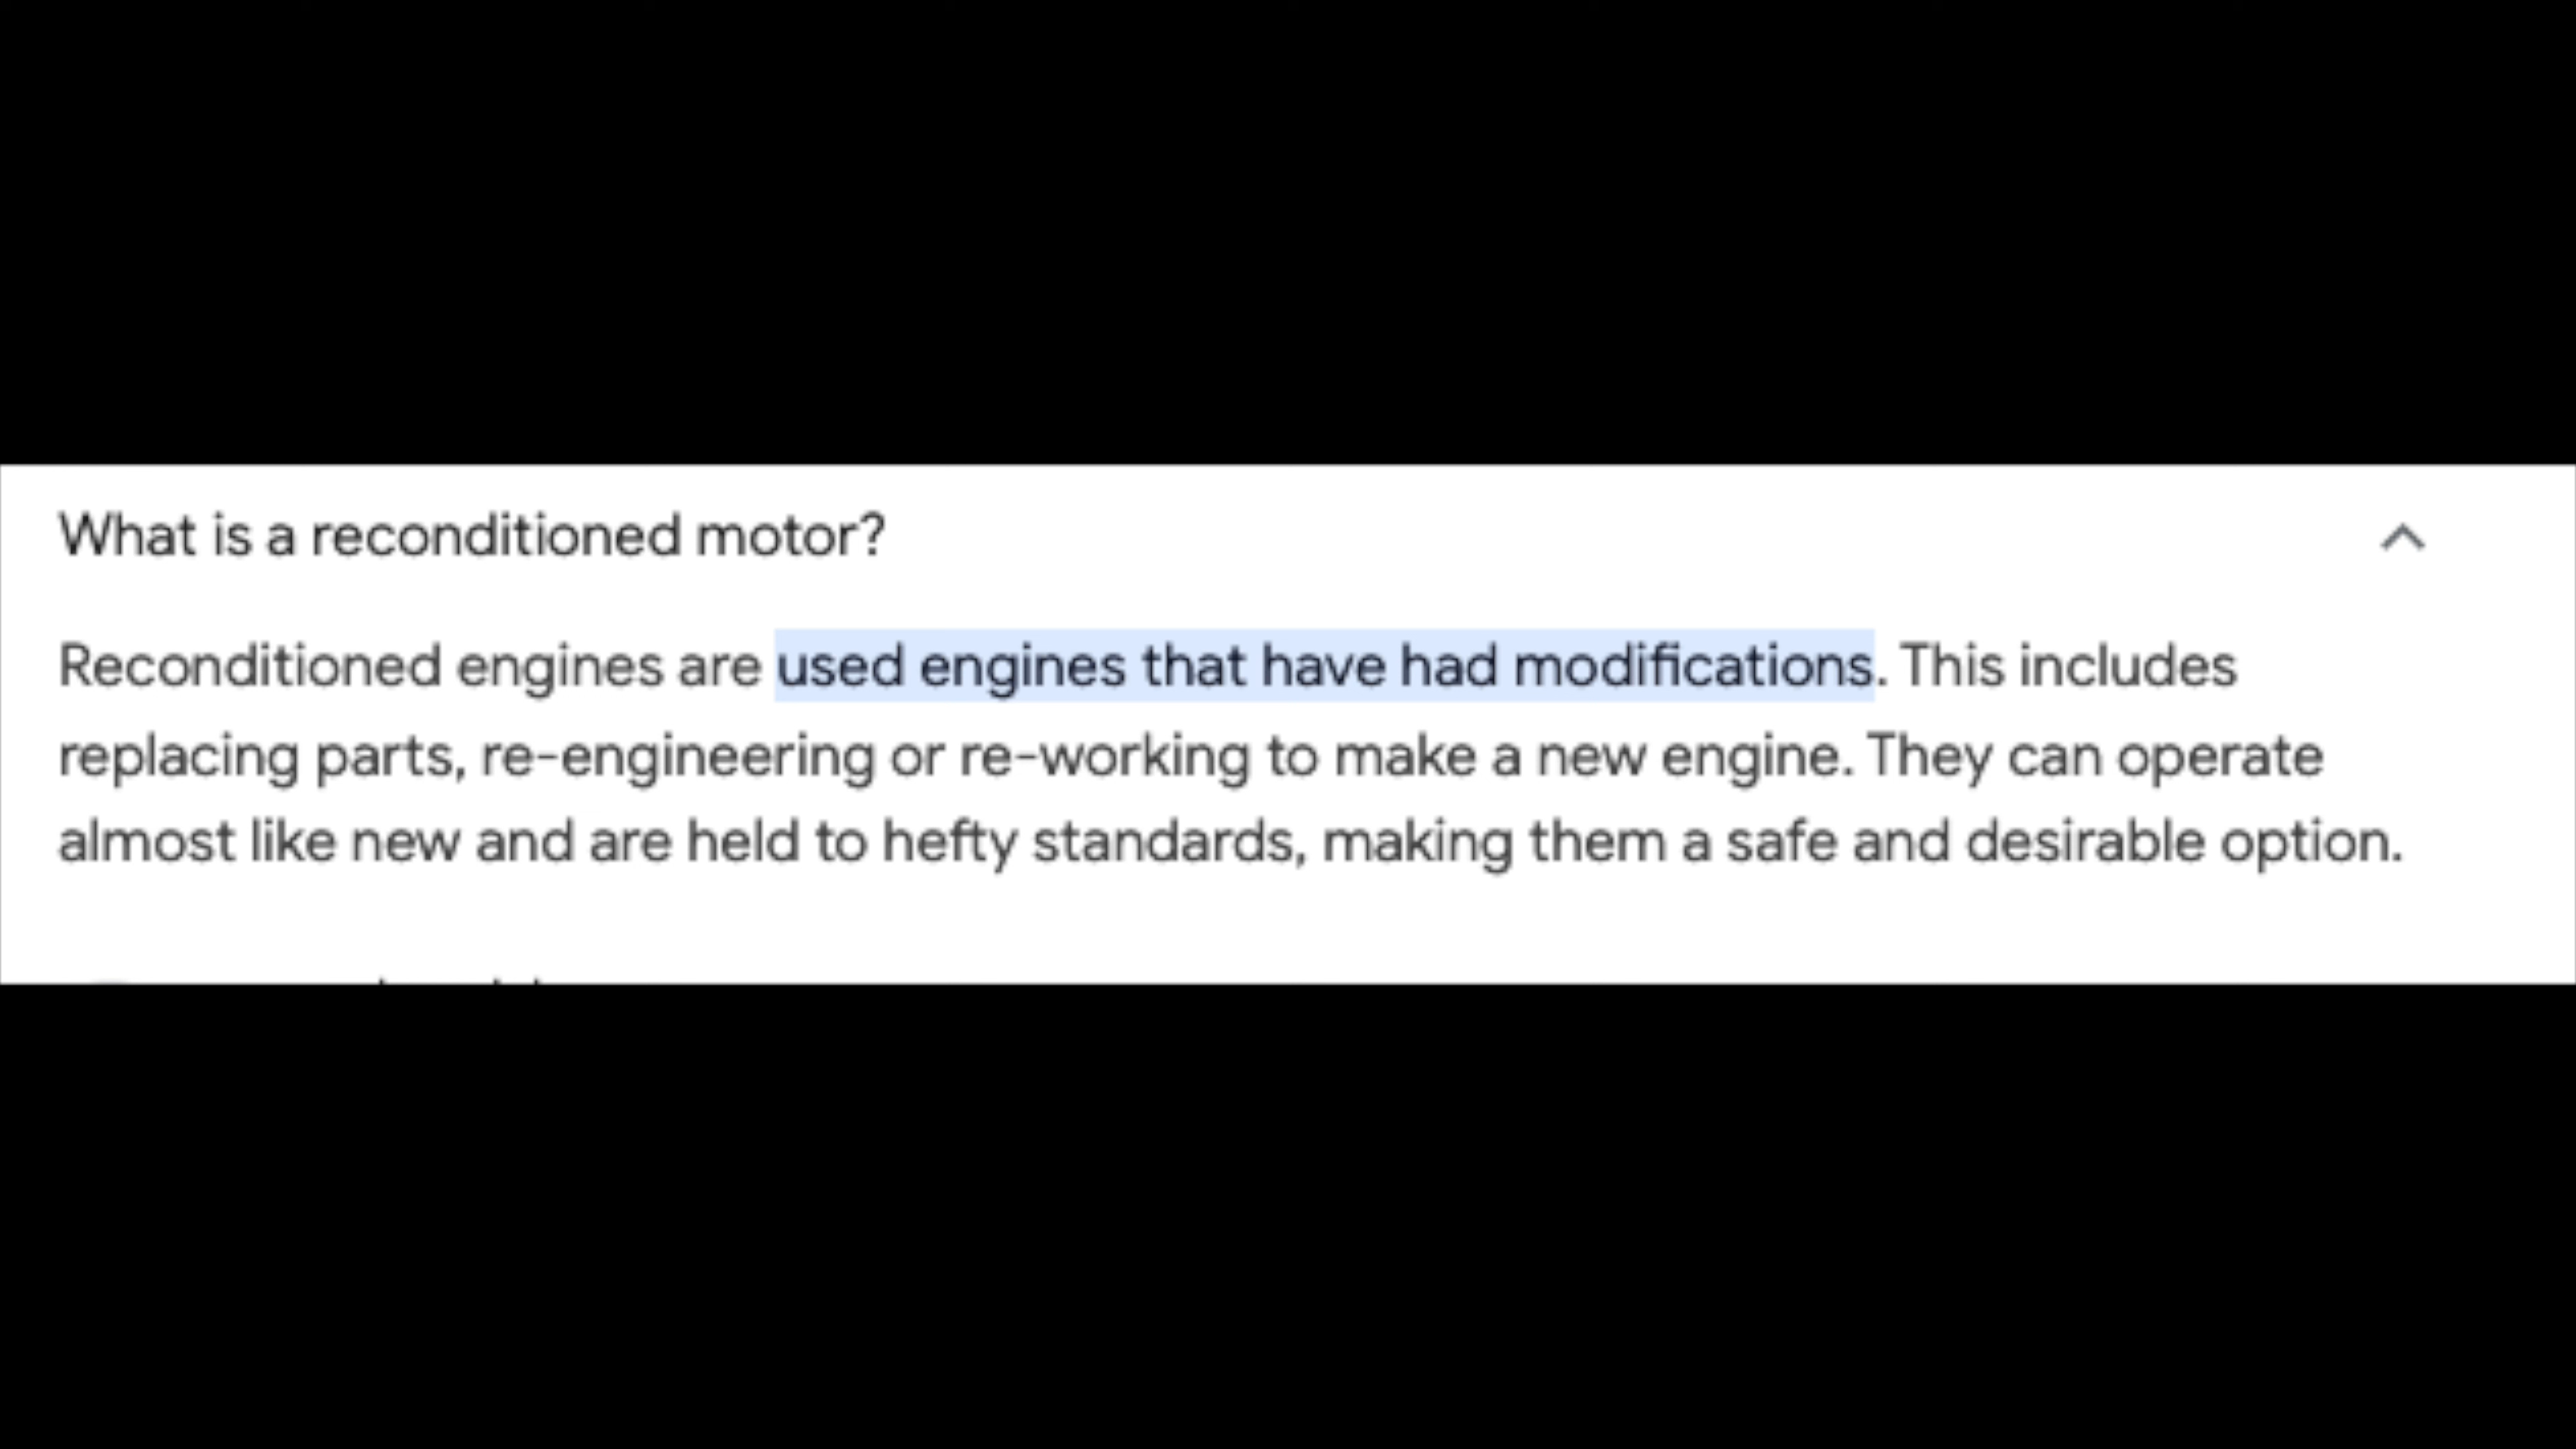 What is a reconditioned motor?
Reconditioned engines are used engines that have had modifications. This includes
replacing parts, re-engineering or re-working to make a new engine. They can operate
almost like new and are held to hefty standards, making them a safe and desirable option.